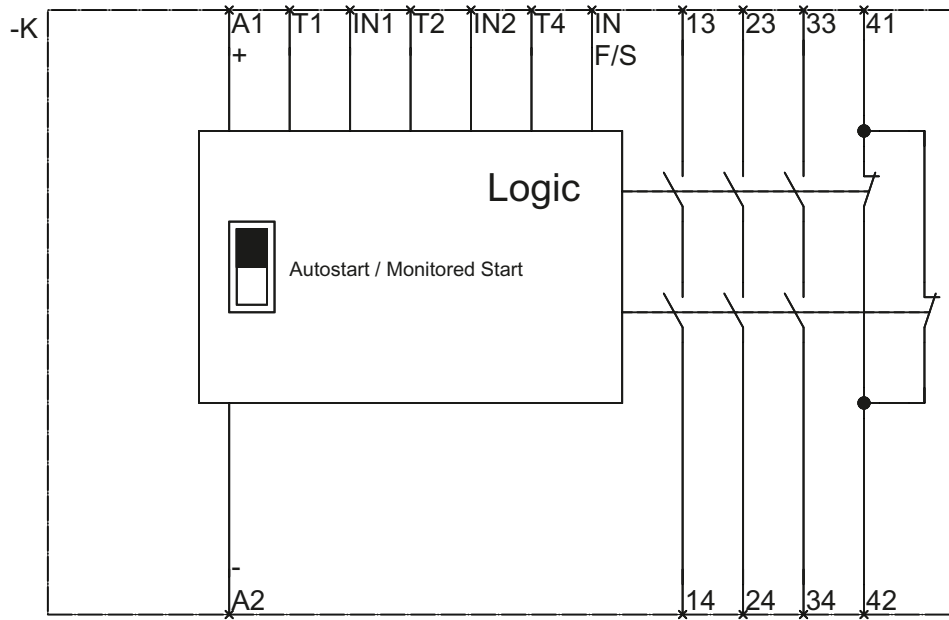 -K
A1 T1 IN1 T2 IN2 T4 IN 13 23 33 41
+ F/S
Logic
Autostart / Monitored Start
-
A2 14 24 34 42